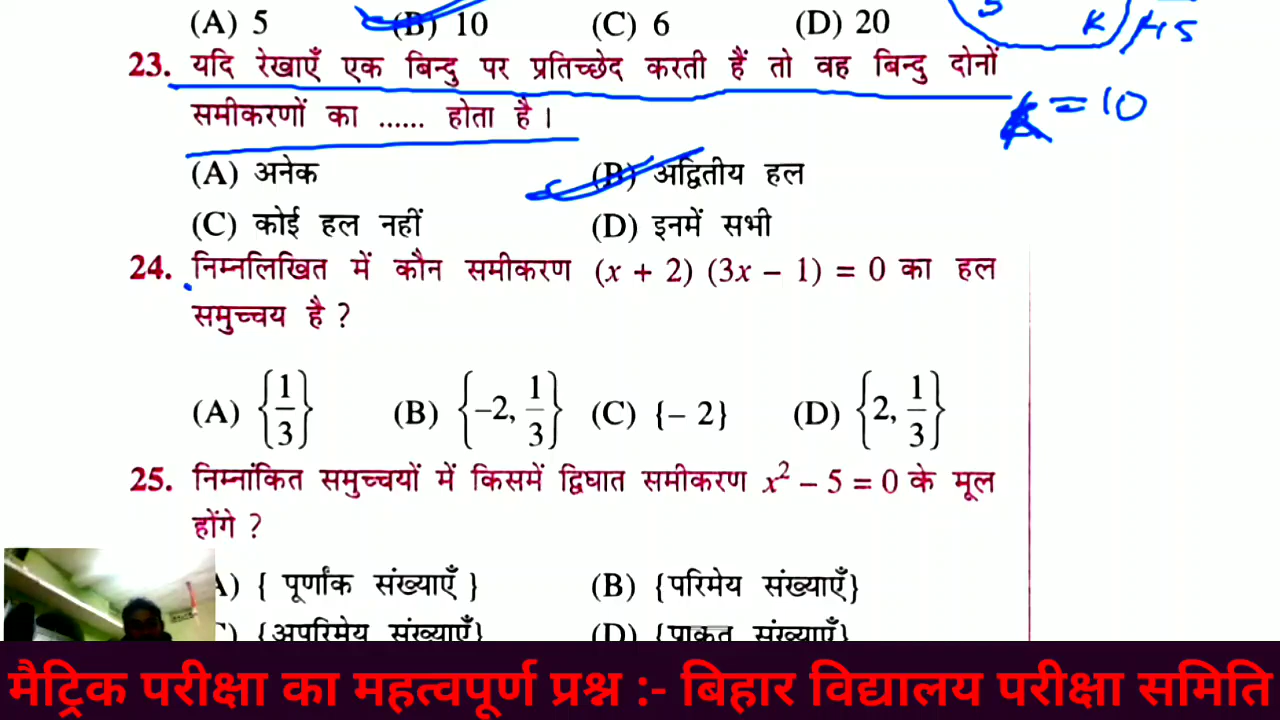 (A) 5 (B) 10 (C) 6 (D) 20
23. यदि रेखाएँ एक बिन्दु पर प्रतिच्छेद करती हैं तो वह बिन्दु दोनों
समीकरणों का ...... होता है।
k = 10
(A) अनेक (B) अद्वितीय हल
(C) कोई हल नहीं (D) इनमें सभी
24. निम्नलिखित में कौन समीकरण (x + 2) (3x – 1) = 0 का हल
समुच्चय है ?
(A) {1/3} (B) {–2, 1/3} (C) {– 2} (D) {2, 1/3}
25. निम्नांकित समुच्चयों में किसमें द्विघात समीकरण x² – 5 = 0 के मूल
होंगे ?
A) { पूर्णांक संख्याएँ } (B) {परिमेय संख्याएँ}
{अपरिमेय संख्याएँ} (D) {प्राकृत संख्याएँ}
मैट्रिक परीक्षा का महत्वपूर्ण प्रश्न :- बिहार विद्यालय परीक्षा समिति